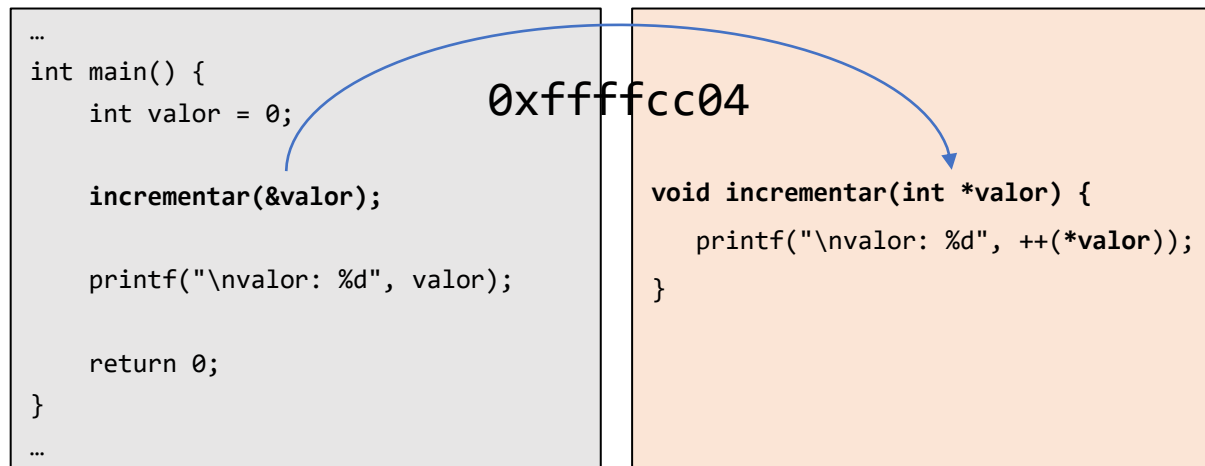 …
int main() {
int valor = 0;
incrementar(&valor);
printf("\nvalor: %d", valor);
return 0;
}
…
0xffffcc04
void incrementar(int *valor) {
printf("\nvalor: %d", ++(*valor));
}